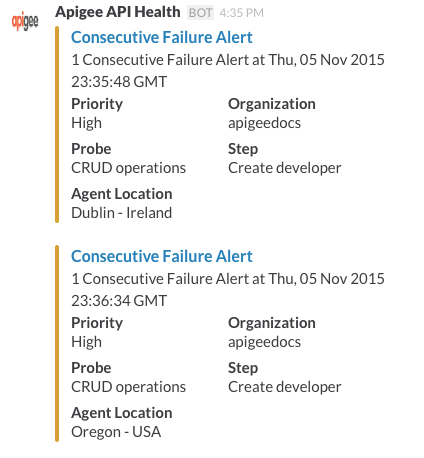 apigee
Apigee API Health BOT 4:35 PM
Consecutive Failure Alert
1 Consecutive Failure Alert at Thu, 05 Nov 2015
23:35:48 GMT
Priority Organization
High apigeedocs
Probe Step
CRUD operations Create developer
Agent Location
Dublin - Ireland
Consecutive Failure Alert
1 Consecutive Failure Alert at Thu, 05 Nov 2015
23:36:34 GMT
Priority Organization
High apigeedocs
Probe Step
CRUD operations Create developer
Agent Location
Oregon - USA